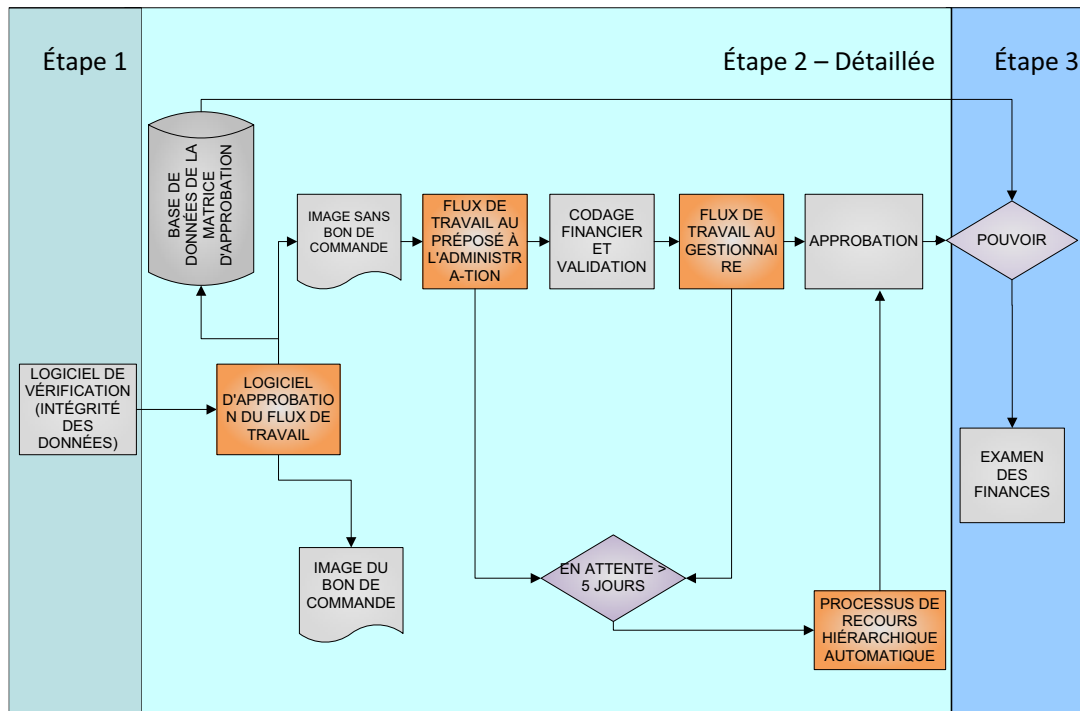 Étape 1
Étape 2 – Détaillée
Étape 3
BASE DE
DONNÉES DE LA
MATRICE
D'APPROBATION
IMAGE SANS
BON DE
COMMANDE
FLUX DE
TRAVAIL AU
PRÉPOSÉ À
L'ADMINISTR
A-TION
CODAGE
FINANCIER
ET
VALIDATION
FLUX DE
TRAVAIL AU
GESTIONNAI
RE
APPROBATION
POUVOIR
LOGICIEL DE
VÉRIFICATION
(INTÉGRITÉ
DES
DONNÉES)
LOGICIEL
D'APPROBATIO
N DU FLUX DE
TRAVAIL
EXAMEN
DES
FINANCES
IMAGE DU
BON DE
COMMANDE
EN ATTENTE >
5 JOURS
PROCESSUS DE
RECOURS
HIÉRARCHIQUE
AUTOMATIQUE